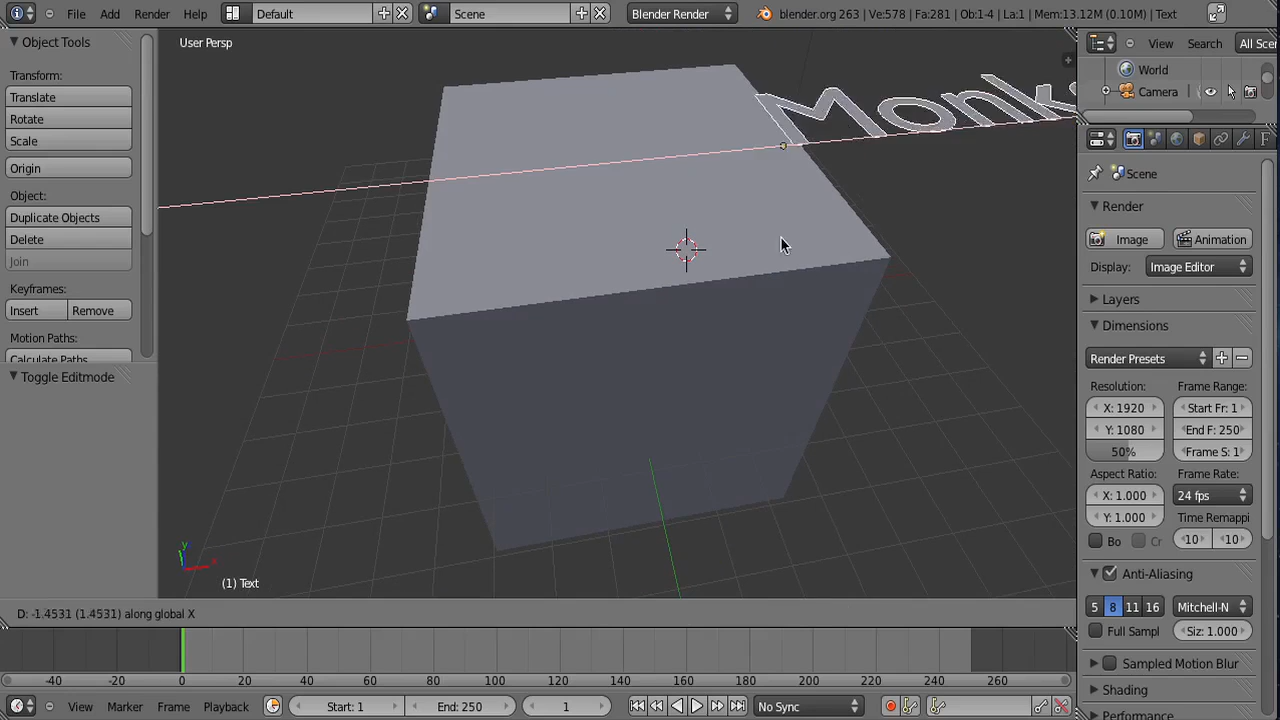 File Add Render Help Default Scene Blender Render blender.org 263 | Ve:578 | Fa:281 | Ob:1-4 | La:1 | Mem:13.12M (0.10M) | Text
Object Tools
Transform:
Translate
Rotate
Scale
Origin
Object:
Duplicate Objects
Delete
Join
Keyframes:
Insert Remove
Motion Paths:
Calculate Paths
Toggle Editmode
User Persp
Monk
y
x
(1) Text
D: -1.4531 (1.4531) along global X
View Search All Sce
World
Camera
Scene
Render
Image Animation
Display: Image Editor
Layers
Dimensions
Render Presets
Resolution: Frame Range:
X: 1920 Start Fr: 1
Y: 1080 End F: 250
50% Frame S: 1
Aspect Ratio: Frame Rate:
X: 1.000 24 fps
Y: 1.000 Time Remappi
Bo Cr 10 10
Anti-Aliasing
5 8 11 16 Mitchell-N
Full Sampl Siz: 1.000
Sampled Motion Blur
Shading
Performance
-40 -20 0 20 40 60 80 100 120 140 160 180 200 220 240 260
View Marker Frame Playback Start: 1 End: 250 1 No Sync